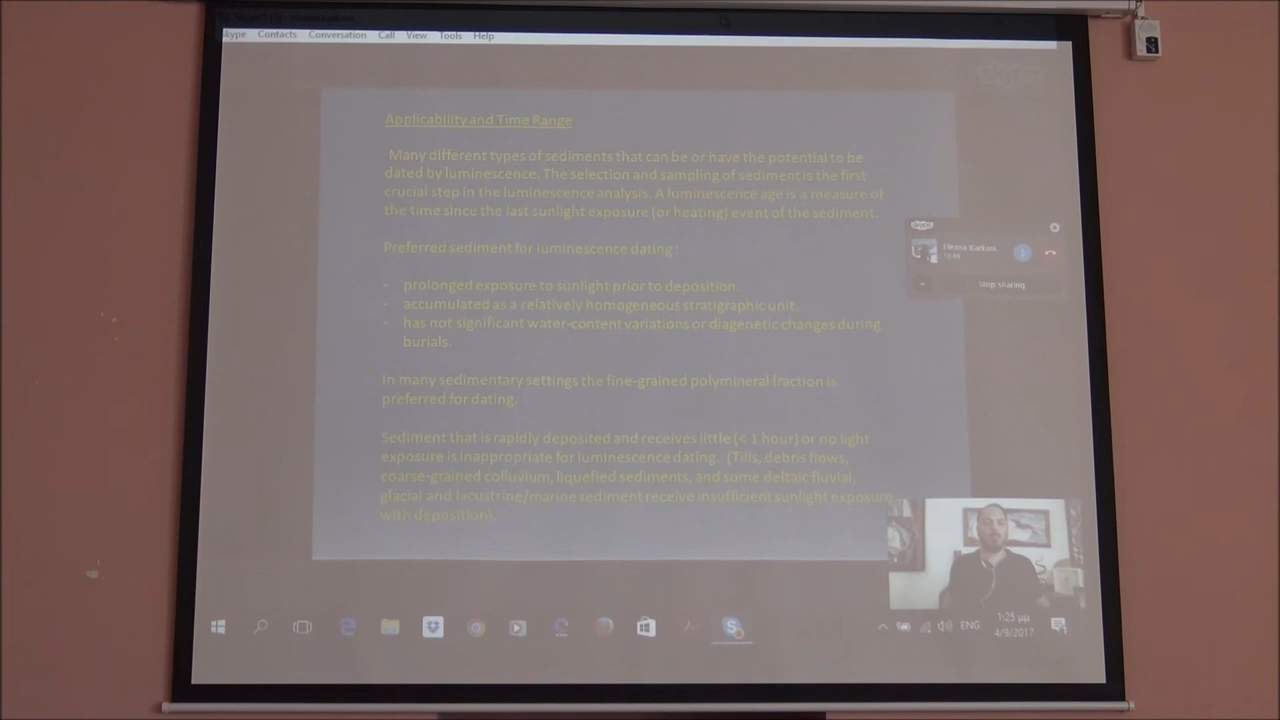 Skype Contacts Conversation Call View Tools Help
skype
Applicability and Time Range
Many different types of sediments that can be or have the potential to be
dated by luminescence. The selection and sampling of sediment is the first
crucial step in the luminescence analysis. A luminescence age is a measure of
the time since the last sunlight exposure (or heating) event of the sediment.
Preferred sediment for luminescence dating:
- prolonged exposure to sunlight prior to deposition.
- accumulated as a relatively homogeneous stratigraphic unit.
- has not significant water-content variations or diagenetic changes during
burials.
In many sedimentary settings the fine-grained polymineral fraction is
preferred for dating.
Sediment that is rapidly deposited and receives little (< 1 hour) or no light
exposure is inappropriate for luminescence dating. (Tills, debris flows,
coarse-grained colluvium, liquefied sediments, and some deltaic fluvial,
glacial and lacustrine/marine sediment receive insufficient sunlight exposure
with deposition).
skype
Stop sharing
ENG
1:25 μμ
4/9/2017